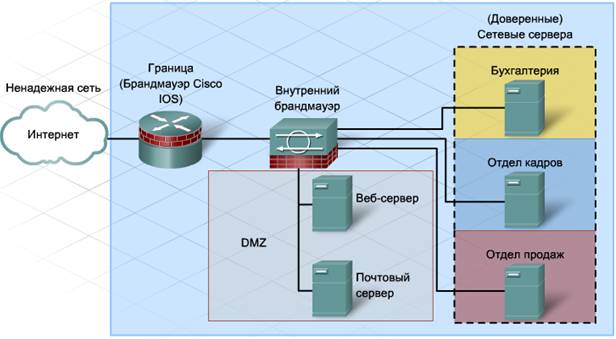 (Доверенные)
Сетевые сервера
Ненадежная сеть
Интернет
Граница
(Брандмауэр Cisco
IOS)
Внутренний
брандмауэр
Бухгалтерия
Отдел кадров
Отдел продаж
DMZ
Веб-сервер
Почтовый
сервер